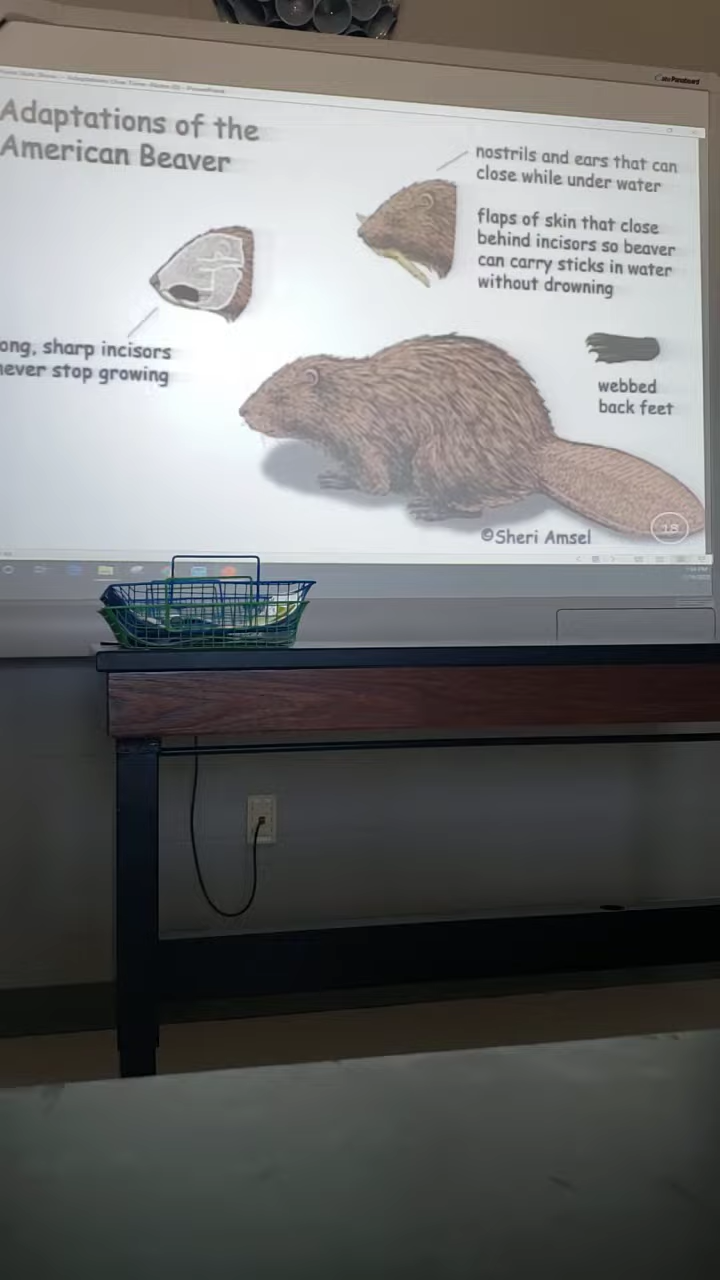 Adaptations of the
American Beaver
nostrils and ears that can
close while under water
flaps of skin that close
behind incisors so beaver
can carry sticks in water
without drowning
ong, sharp incisors
never stop growing
webbed
back feet
©Sheri Amsel
18